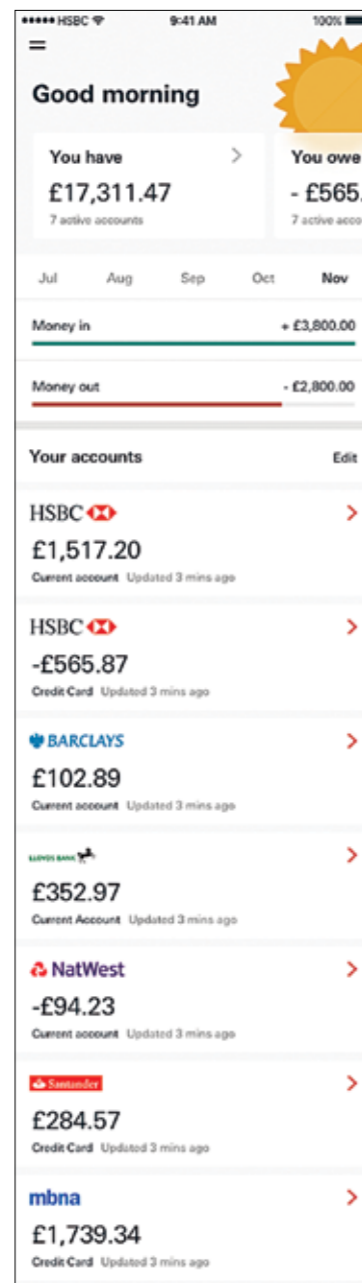 HSBC 9:41 AM 100%
Good morning
You have You owe
£17,311.47 - £565.
7 active accounts 7 active acco
Jul Aug Sep Oct Nov
Money in + £3,800.00
Money out - £2,800.00
Your accounts Edit
HSBC
£1,517.20
Current account Updated 3 mins ago
HSBC
-£565.87
Credit Card Updated 3 mins ago
BARCLAYS
£102.89
Current account Updated 3 mins ago
LLOYDS BANK
£352.97
Current Account Updated 3 mins ago
NatWest
-£94.23
Current account Updated 3 mins ago
Santander
£284.57
Credit Card Updated 3 mins ago
mbna
£1,739.34
Credit Card Updated 3 mins ago